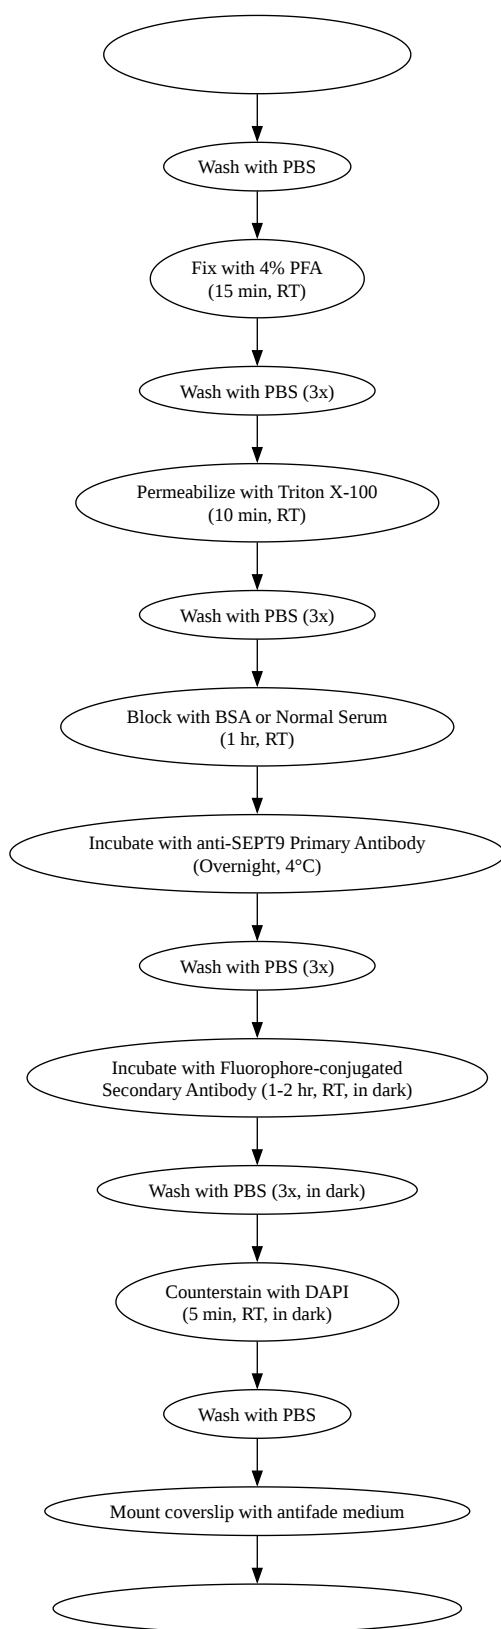 Wash with PBS
Fix with 4% PFA
(15 min, RT)
Wash with PBS (3x)
Permeabilize with Triton X-100
(10 min, RT)
Wash with PBS (3x)
Block with BSA or Normal Serum
(1 hr, RT)
Incubate with anti-SEPT9 Primary Antibody
(Overnight, 4°C)
Wash with PBS (3x)
Incubate with Fluorophore-conjugated
Secondary Antibody (1-2 hr, RT, in dark)
Wash with PBS (3x, in dark)
Counterstain with DAPI
(5 min, RT, in dark)
Wash with PBS
Mount coverslip with antifade medium